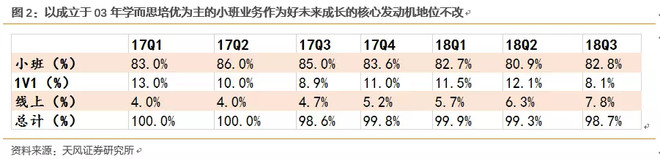 图2：以成立于03年学而思培优为主的小班业务作为好未来成长的核心发动机地位不改
17Q1 17Q2 17Q3 17Q4 18Q1 18Q2 18Q3
小班（%） 83.0% 86.0% 85.0% 83.6% 82.7% 80.9% 82.8%
1V1（%） 13.0% 10.0% 8.9% 11.0% 11.5% 12.1% 8.1%
线上（%） 4.0% 4.0% 4.7% 5.2% 5.7% 6.3% 7.8%
总计（%） 100.0% 100.0% 98.6% 99.8% 99.9% 99.3% 98.7%
资料来源：天风证券研究所